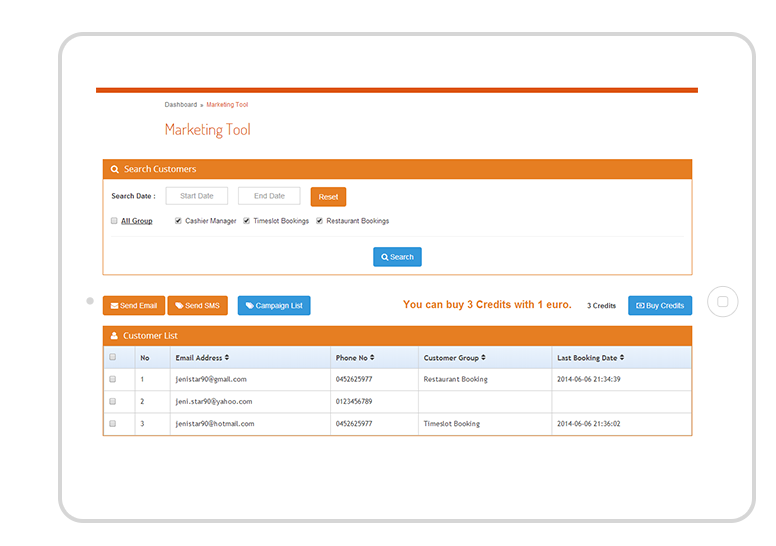 Dashboard » Marketing Tool
Marketing Tool
Search Customers
Search Date : Start Date End Date Reset
All Group Cashier Manager Timeslot Bookings Restaurant Bookings
Search
Send Email Send SMS Campaign List You can buy 3 Credits with 1 euro. 3 Credits Buy Credits
Customer List
No Email Address Phone No Customer Group Last Booking Date
1 jenistar90@gmail.com 0452625977 Restaurant Booking 2014-06-06 21:34:39
2 jeni.star90@yahoo.com 0123456789
3 jenistar90@hotmail.com 0452625977 Timeslot Booking 2014-06-06 21:36:02